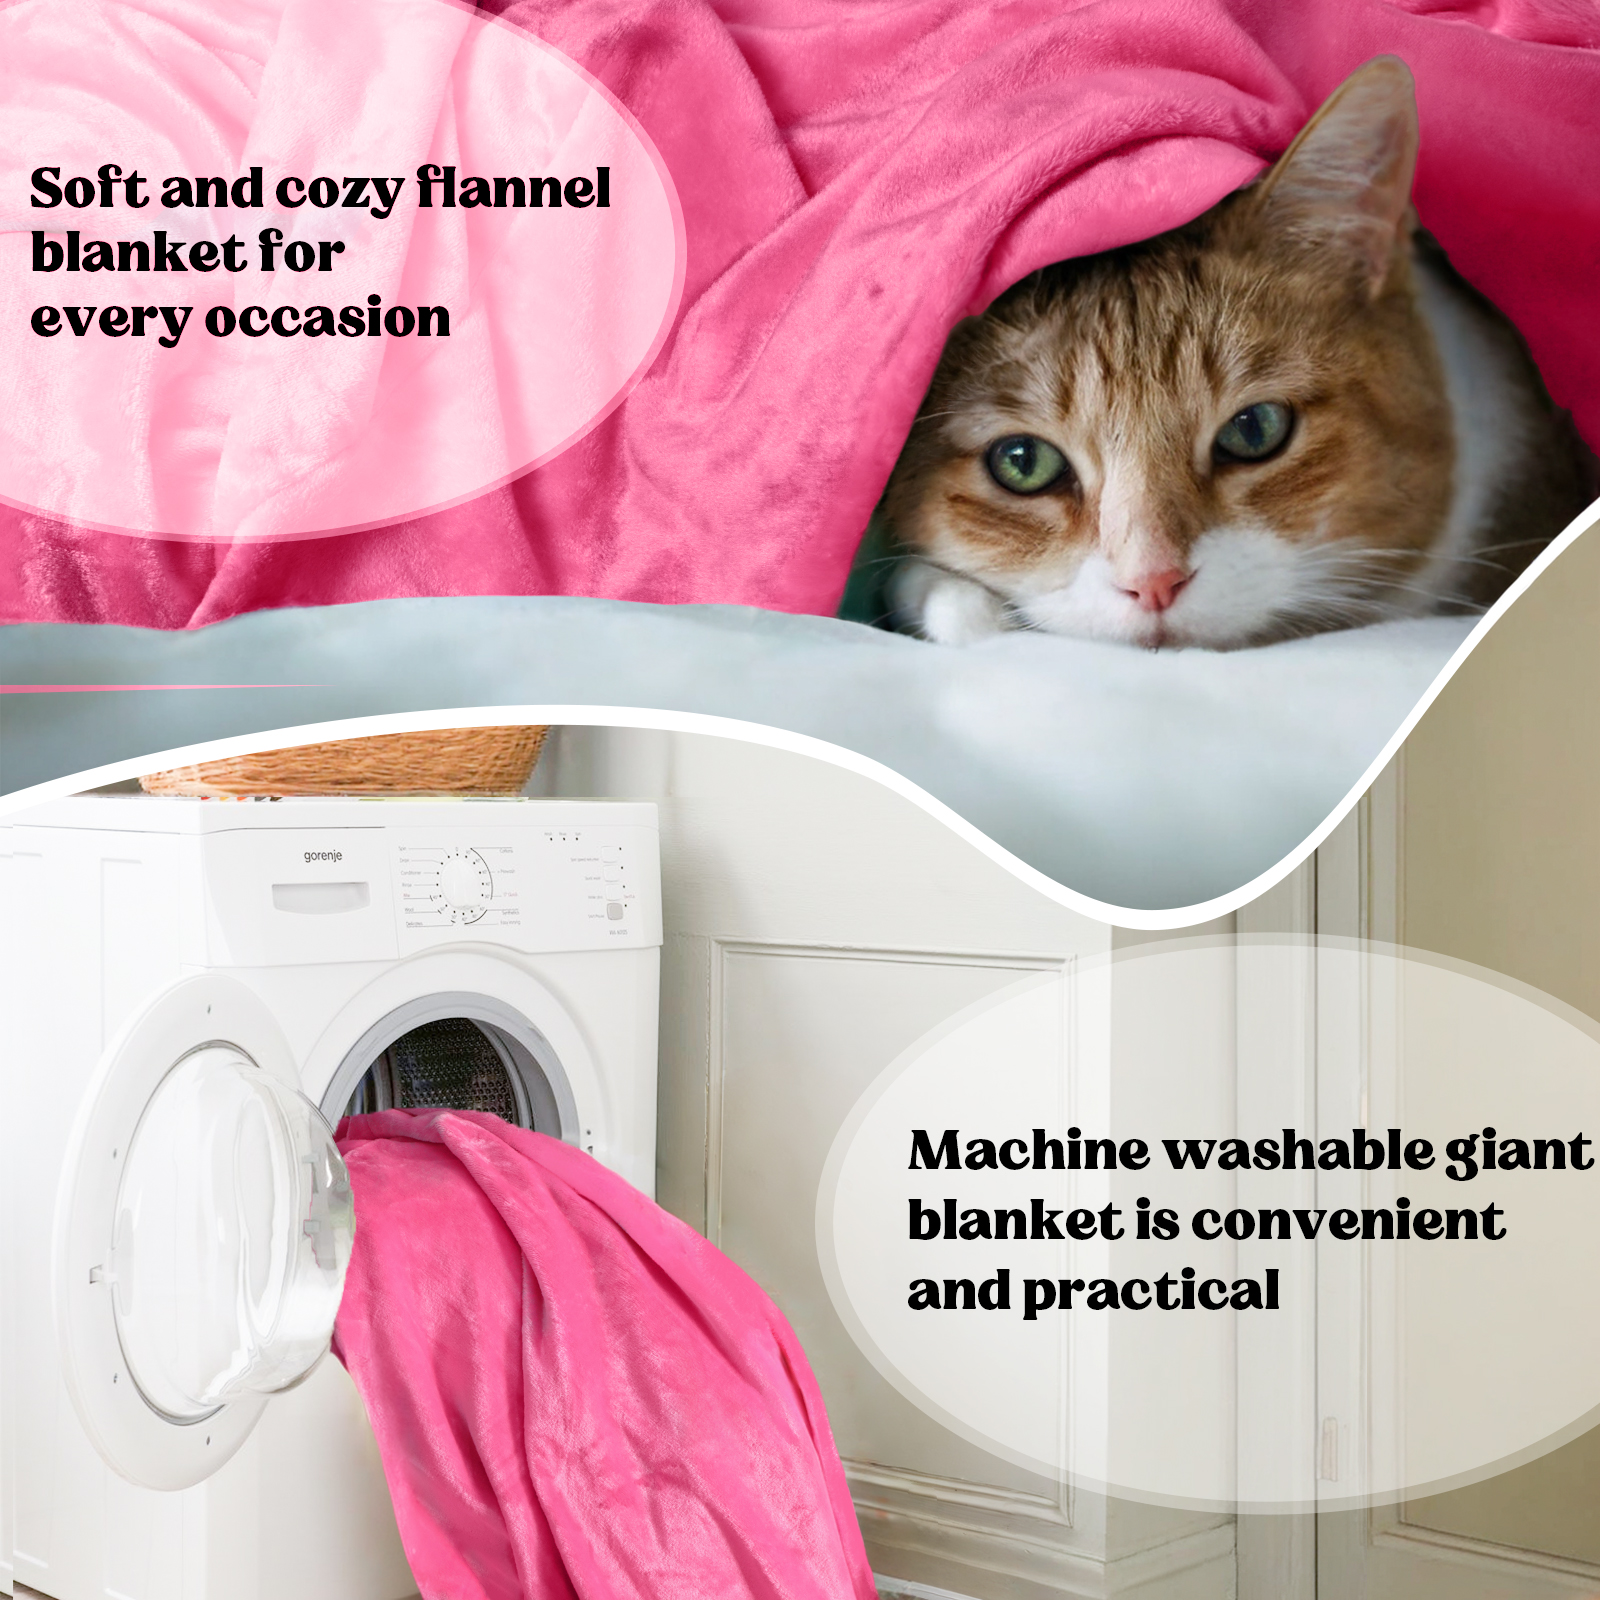 Soft and cozy flannel
blanket for
every occasion
gorenje
Machine washable giant
blanket is convenient
and practical